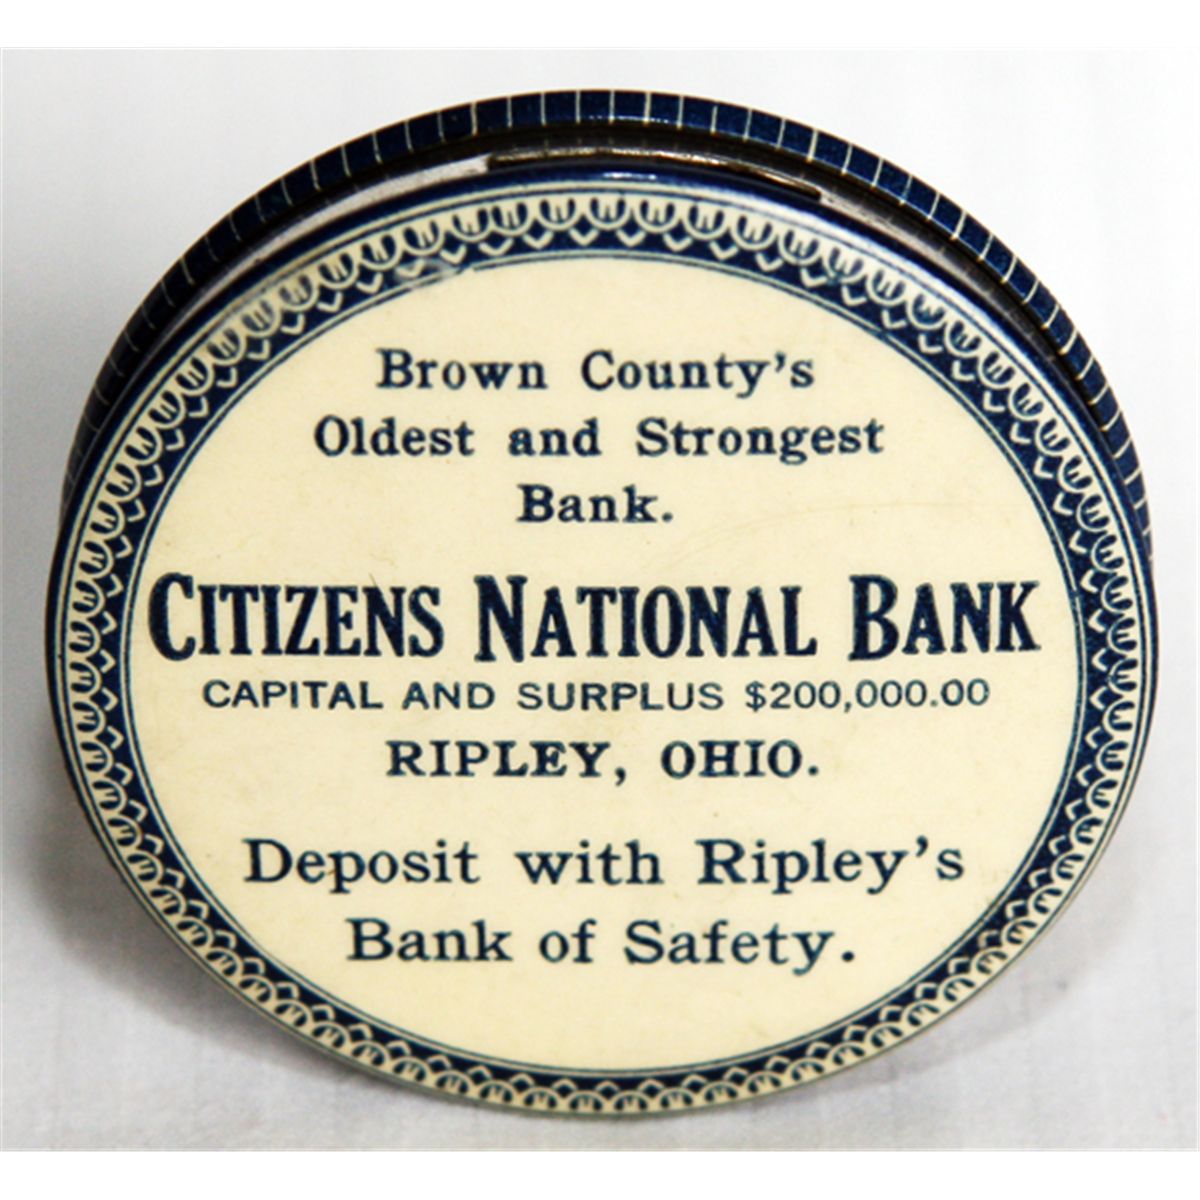 Brown County's
Oldest and Strongest
Bank.
CITIZENS NATIONAL BANK
CAPITAL AND SURPLUS $200,000.00
RIPLEY, OHIO.
Deposit with Ripley's
Bank of Safety.